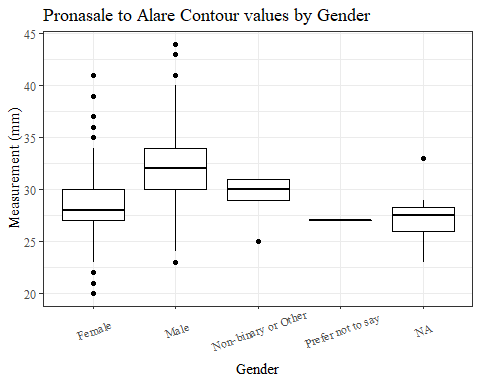 Pronasale to Alare Contour values by Gender
Measurement (mm)
45
40
35
30
25
20
Female
Male
Non-binary or Other
Prefer not to say
NA
Gender